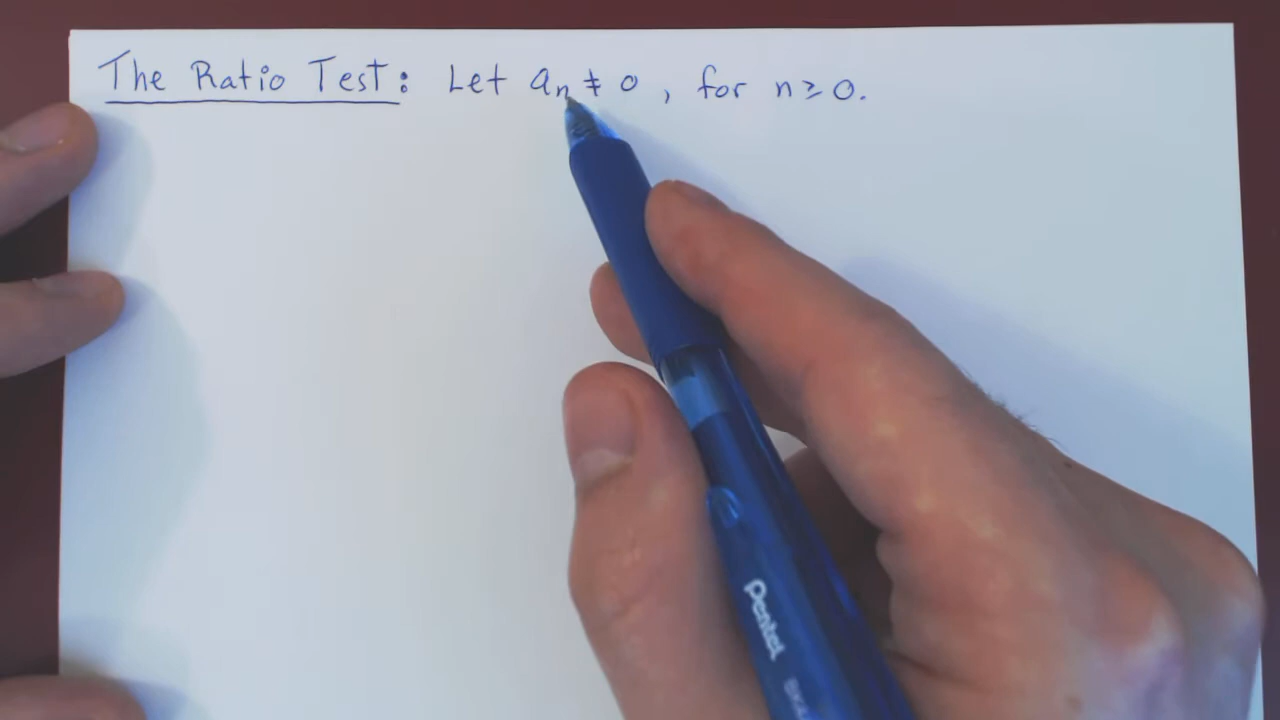 The Ratio Test: Let aₙ ≠ 0 , for n ≥ 0.
Pentel